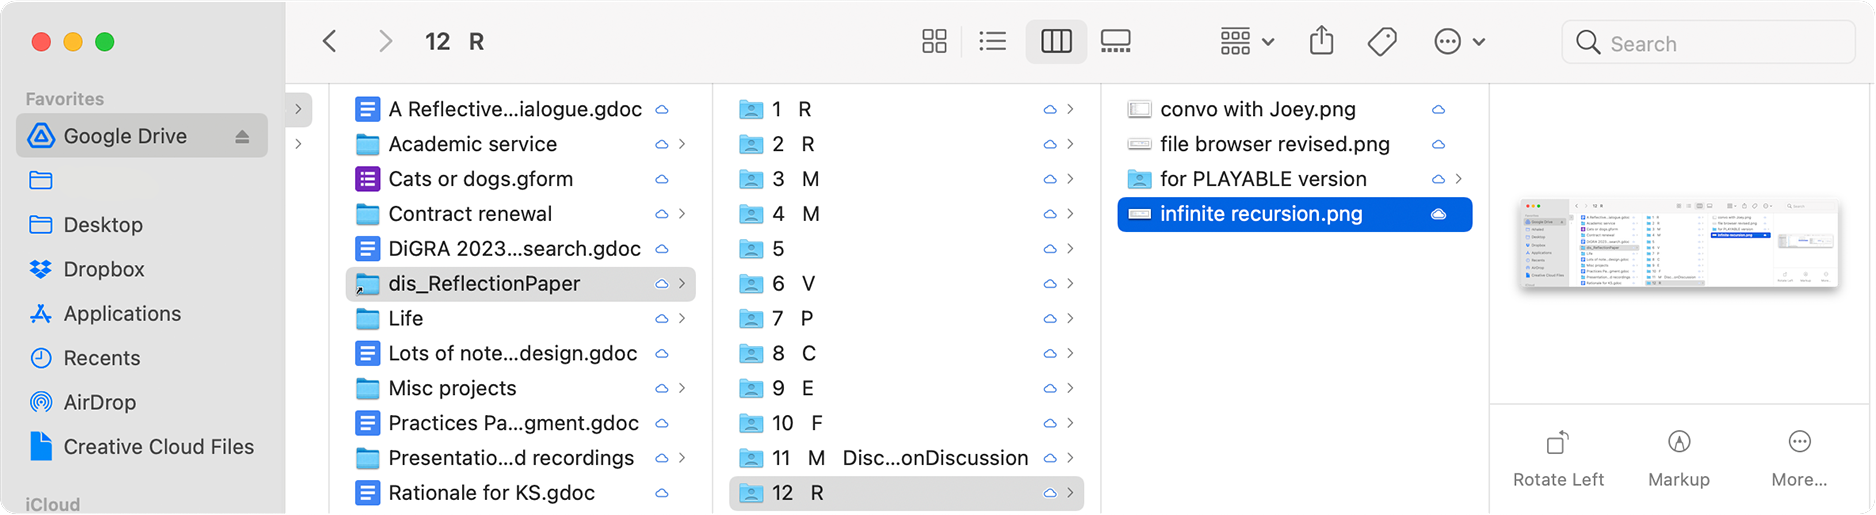 12 R
Search
Favorites
Google Drive
Desktop
Dropbox
Applications
Recents
AirDrop
Creative Cloud Files
iCloud
A Reflective...ialogue.gdoc
Academic service
Cats or dogs.gform
Contract renewal
DiGRA 2023...search.gdoc
dis_ReflectionPaper
Life
Lots of note...design.gdoc
Misc projects
Practices Pa...gment.gdoc
Presentatio...d recordings
Rationale for KS.gdoc
1 R
2 R
3 M
4 M
5
6 V
7 P
8 C
9 E
10 F
11 M Disc...onDiscussion
12 R
convo with Joey.png
file browser revised.png
for PLAYABLE version
infinite recursion.png
Rotate Left
Markup
More...